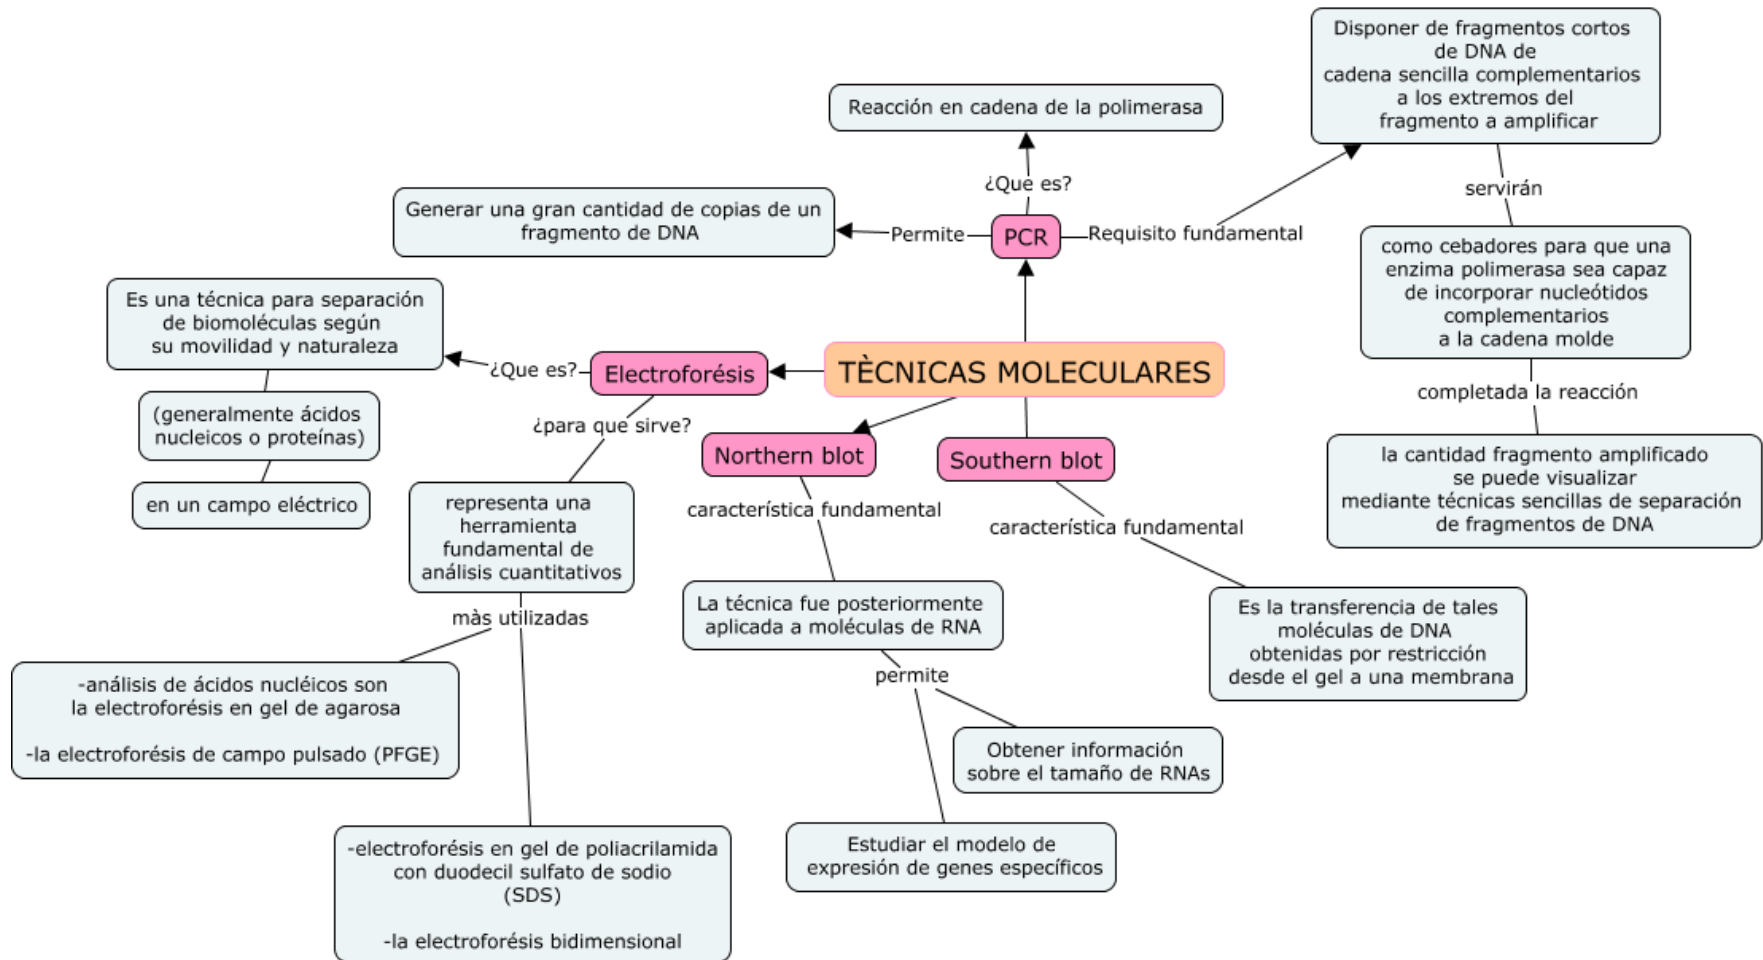 Disponer de fragmentos cortos
de DNA de
cadena sencilla complementarios
a los extremos del
fragmento a amplificar
Reacción en cadena de la polimerasa
¿Que es?
servirán
Generar una gran cantidad de copias de un
fragmento de DNA
Permite
PCR
Requisito fundamental
como cebadores para que una
enzima polimerasa sea capaz
de incorporar nucleótidos
complementarios
a la cadena molde
Es una técnica para separación
de biomoléculas según
su movilidad y naturaleza
¿Que es?
Electroforésis
TÈCNICAS MOLECULARES
completada la reacción
(generalmente ácidos
nucleicos o proteínas)
¿para que sirve?
Northern blot
Southern blot
la cantidad fragmento amplificado
se puede visualizar
mediante técnicas sencillas de separación
de fragmentos de DNA
en un campo eléctrico
representa una
herramienta
fundamental de
análisis cuantitativos
característica fundamental
característica fundamental
màs utilizadas
La técnica fue posteriormente
aplicada a moléculas de RNA
Es la transferencia de tales
moléculas de DNA
obtenidas por restricción
desde el gel a una membrana
permite
-análisis de ácidos nucléicos son
la electroforésis en gel de agarosa
-la electroforésis de campo pulsado (PFGE)
Obtener información
sobre el tamaño de RNAs
-electroforésis en gel de poliacrilamida
con duodecil sulfato de sodio
(SDS)
-la electroforésis bidimensional
Estudiar el modelo de
expresión de genes específicos